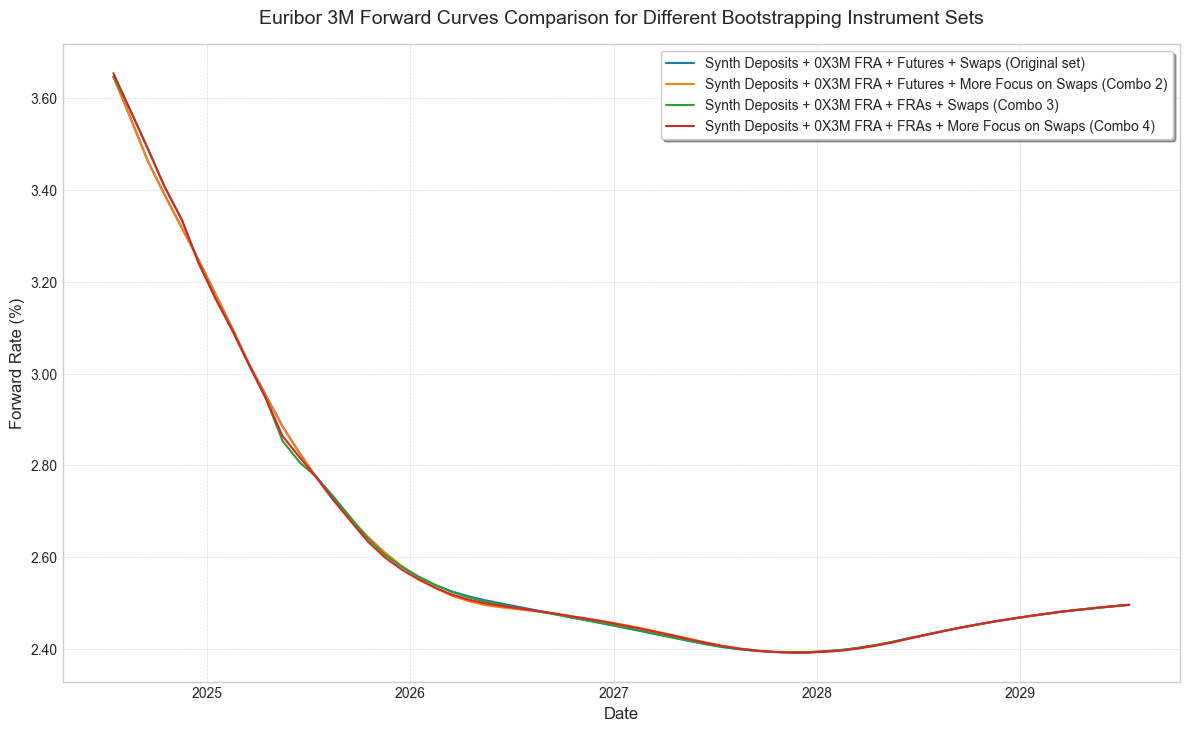 Euribor 3M Forward Curves Comparison for Different Bootstrapping Instrument Sets
Synth Deposits + 0X3M FRA + Futures + Swaps (Original set)
Synth Deposits + 0X3M FRA + Futures + More Focus on Swaps (Combo 2)
Synth Deposits + 0X3M FRA + FRAs + Swaps (Combo 3)
Synth Deposits + 0X3M FRA + FRAs + More Focus on Swaps (Combo 4)
Forward Rate (%)
3.60
3.40
3.20
3.00
2.80
2.60
2.40
2025
2026
2027
2028
2029
Date